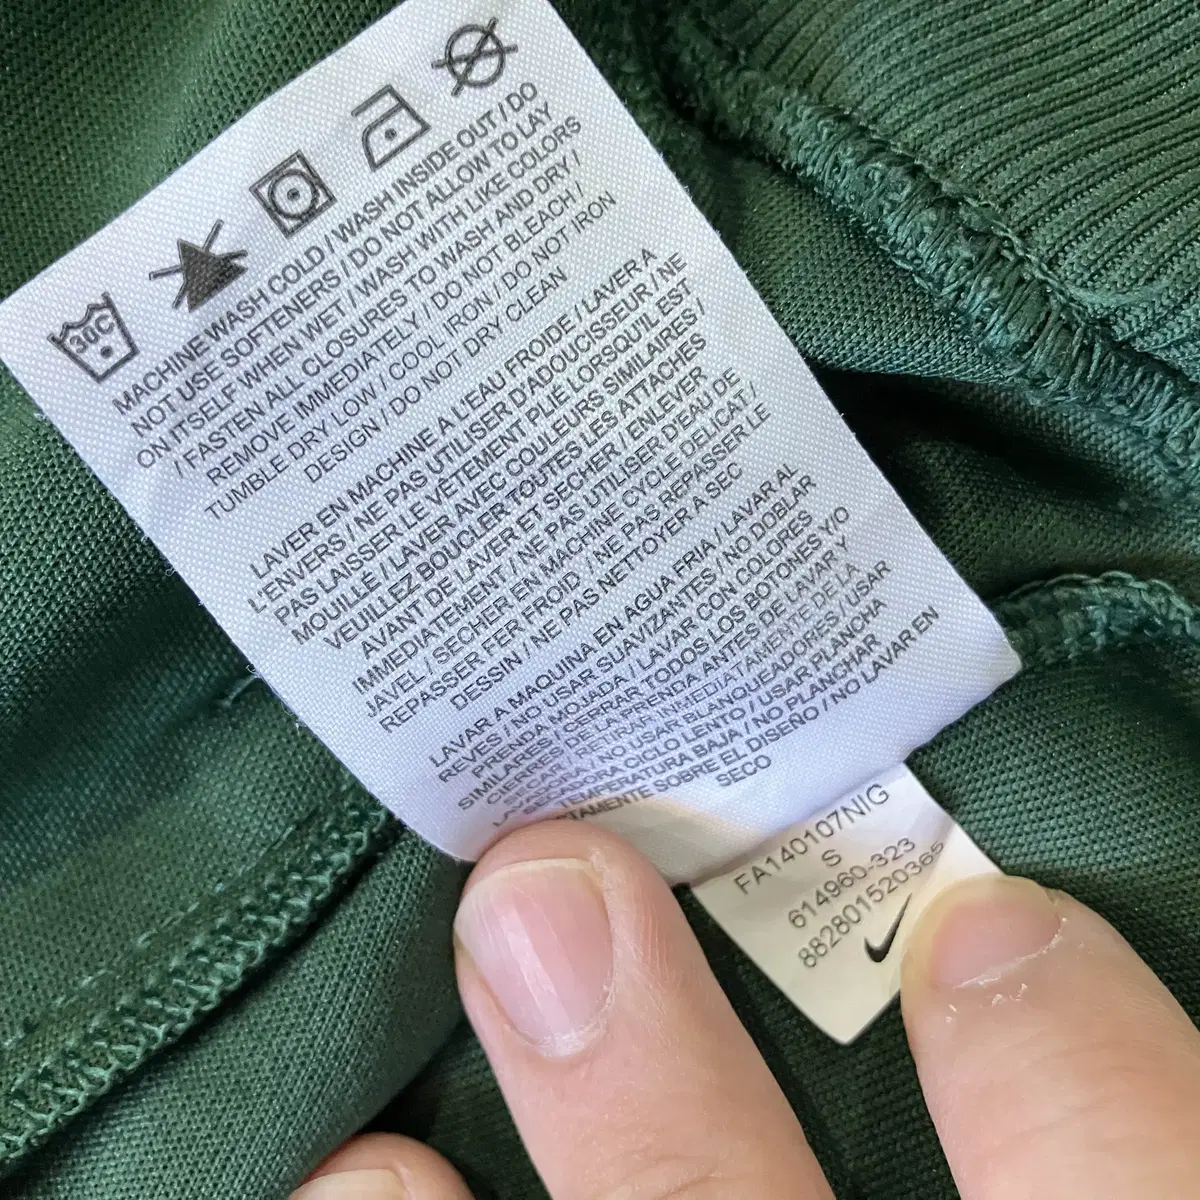 30C
MACHINE WASH COLD / WASH INSIDE OUT / DO
NOT USE SOFTENERS / DO NOT ALLOW TO LAY
ON ITSELF WHEN WET / WASH WITH LIKE COLORS
/ FASTEN ALL CLOSURES TO WASH AND DRY /
REMOVE IMMEDIATELY / DO NOT BLEACH /
TUMBLE DRY LOW / COOL IRON / DO NOT IRON
DESIGN / DO NOT DRY CLEAN
LAVER EN MACHINE A L'EAU FROIDE / LAVER A
L'ENVERS / NE PAS UTILISER D'ADOUCISSEUR / NE
PAS LAISSER LE VÊTEMENT PLIÉ LORSQU'IL EST
MOUILLÉ / LAVER AVEC COULEURS SIMILAIRES /
VEUILLEZ BOUCLER TOUTES LES ATTACHES
AVANT DE LAVER ET SECHER / ENLEVER
IMMEDIATEMENT / NE PAS UTILISER D'EAU DE
JAVEL / SECHER EN MACHINE CYCLE DELICAT /
REPASSER FER FROID / NE PAS REPASSER LE
DESSIN / NE PAS NETTOYER A SEC
LAVAR A MAQUINA EN AGUA FRIA / LAVAR AL
REVES / NO USAR SUAVIZANTES / NO DOBLAR
PRENDA MOJADA / LAVAR CON COLORES
SIMILARES / CERRAR TODOS LOS BOTONES Y/O
CIERRES DE LA PRENDA ANTES DE LAVAR Y
SECAR / RETIRAR INMEDIATAMENTE DE LA
SECADORA / NO USAR BLANQUEADORES / USAR
LA SECADORA CICLO LENTO / USAR PLANCHA
TEMPERATURA BAJA / NO PLANCHAR
CTAMENTE SOBRE EL DISEÑO / NO LAVAR EN
SECO
FA140107NIG
S
614960-323
882801520365